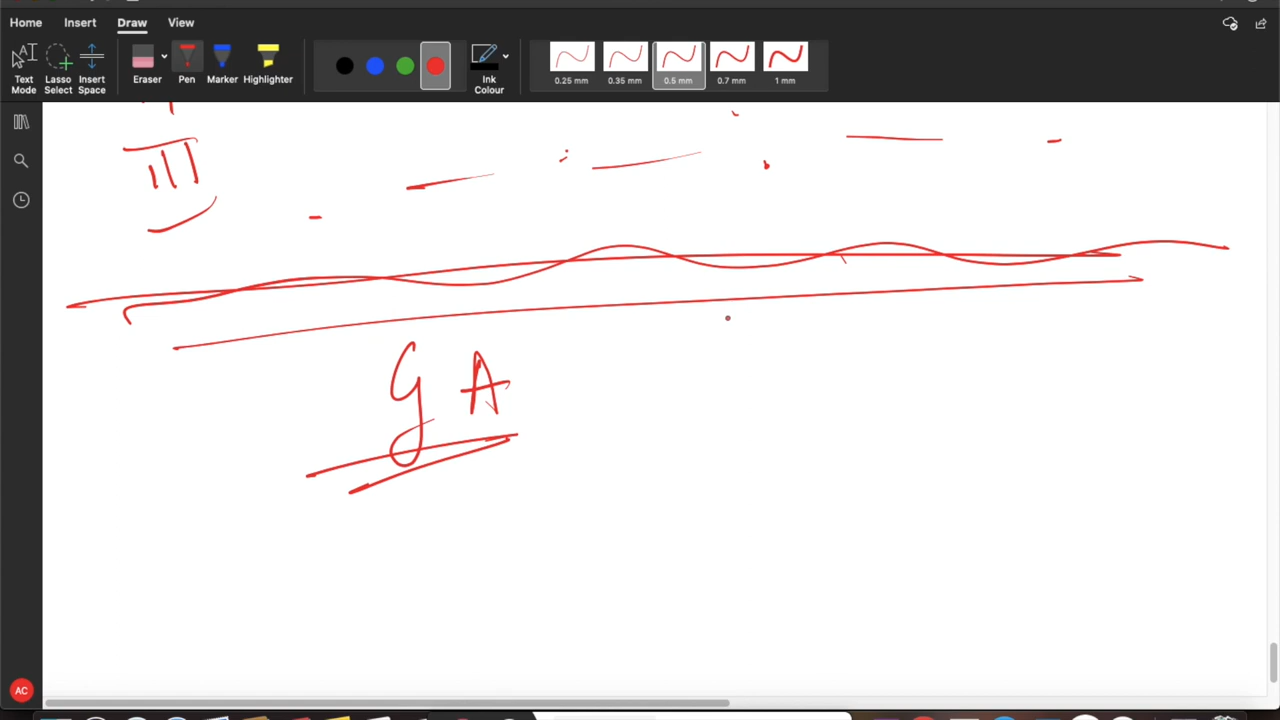 Home Insert Draw View
Text Mode Lasso Select Insert Space Eraser Pen Marker Highlighter Ink Colour 0.25 mm 0.35 mm 0.5 mm 0.7 mm 1 mm
III
G A
AC